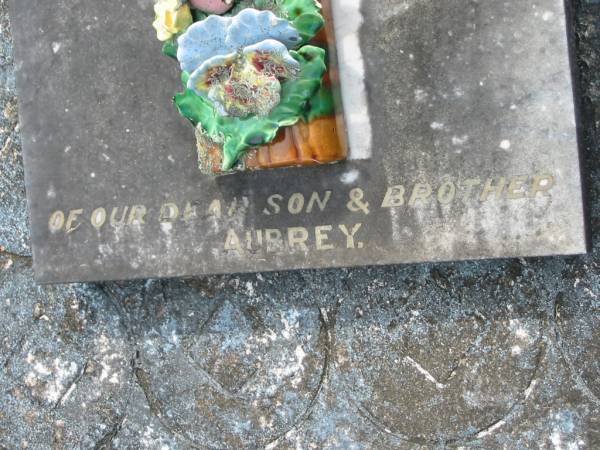 OF OUR DEAR SON & BROTHER
AUBREY.